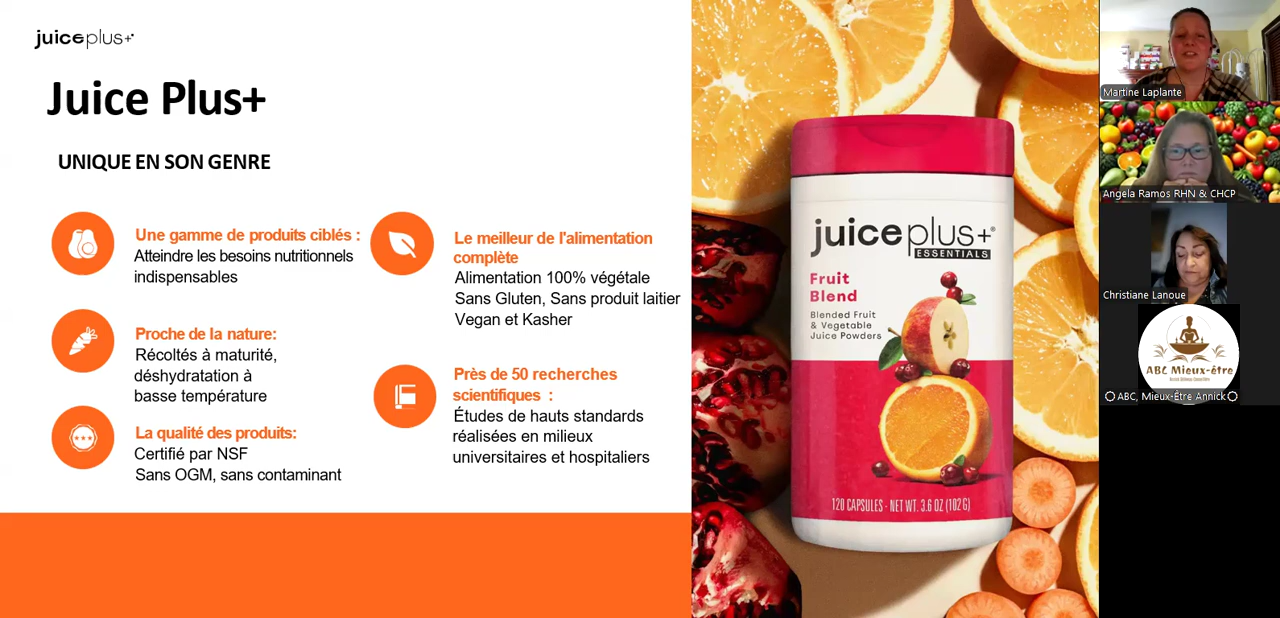 juiceplus+
Juice Plus+
UNIQUE EN SON GENRE
Une gamme de produits ciblés :
Atteindre les besoins nutritionnels
indispensables
Proche de la nature:
Récoltés à maturité,
déshydratation à
basse température
La qualité des produits:
Certifié par NSF
Sans OGM, sans contaminant
Le meilleur de l'alimentation
complète
Alimentation 100% végétale
Sans Gluten, Sans produit laitier
Vegan et Kasher
Près de 50 recherches
scientifiques :
Études de hauts standards
réalisées en milieux
universitaires et hospitaliers
juiceplus+®
ESSENTIALS
Fruit
Blend
Blended Fruit
& Vegetable
Juice Powders
120 CAPSULES · NET WT. 3.6 OZ (102 G)
Martine Laplante
Angela Ramos RHN & CHCP
Christiane Lanoue
ABC Mieux-être
ABC, Mieux-Être Annick